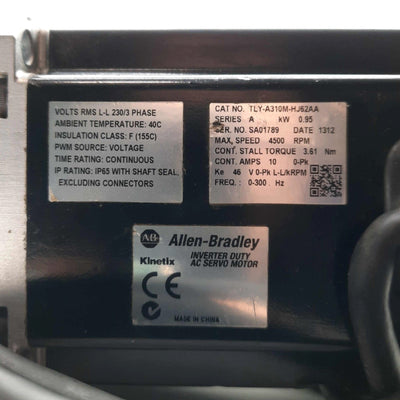 VOLTS RMS L-L 230/3 PHASE
AMBIENT TEMPERATURE: 40C
INSULATION CLASS: F (155C)
PWM SOURCE: VOLTAGE
IP RATING: IP65 WITH SHAFT SEAL,
EXCLUDING CONNECTORS
CAT NO. TLY-A310M-HJ62AA
SERIES A kW 0.95
SER. NO. SA01789 DATE 1312
MAX. SPEED 4500 RPM
CONT. STALL TORQUE 3.61 Nm
CONT. AMPS 10 0-Pk
Ke 46 V 0-Pk L-L/kRPM
FREQ. : 0-300 Hz
AB Allen-Bradley
Kinetix INVERTER DUTY
AC SERVO MOTOR
CE
MADE IN CHINA